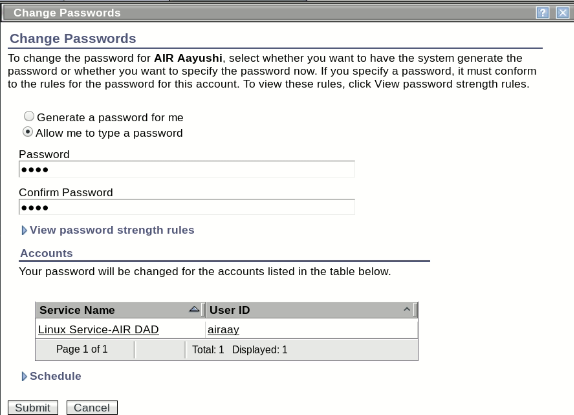 Change Passwords
Change Passwords
To change the password for AIR Aayushi, select whether you want to have the system generate the
password or whether you want to specify the password now. If you specify a password, it must conform
to the rules for the password for this account. To view these rules, click View password strength rules.
Generate a password for me
Allow me to type a password
Password
●●●●
Confirm Password
●●●●
View password strength rules
Accounts
Your password will be changed for the accounts listed in the table below.
Service Name User ID
Linux Service-AIR DAD airaay
Page 1 of 1 Total: 1 Displayed: 1
Schedule
Submit Cancel